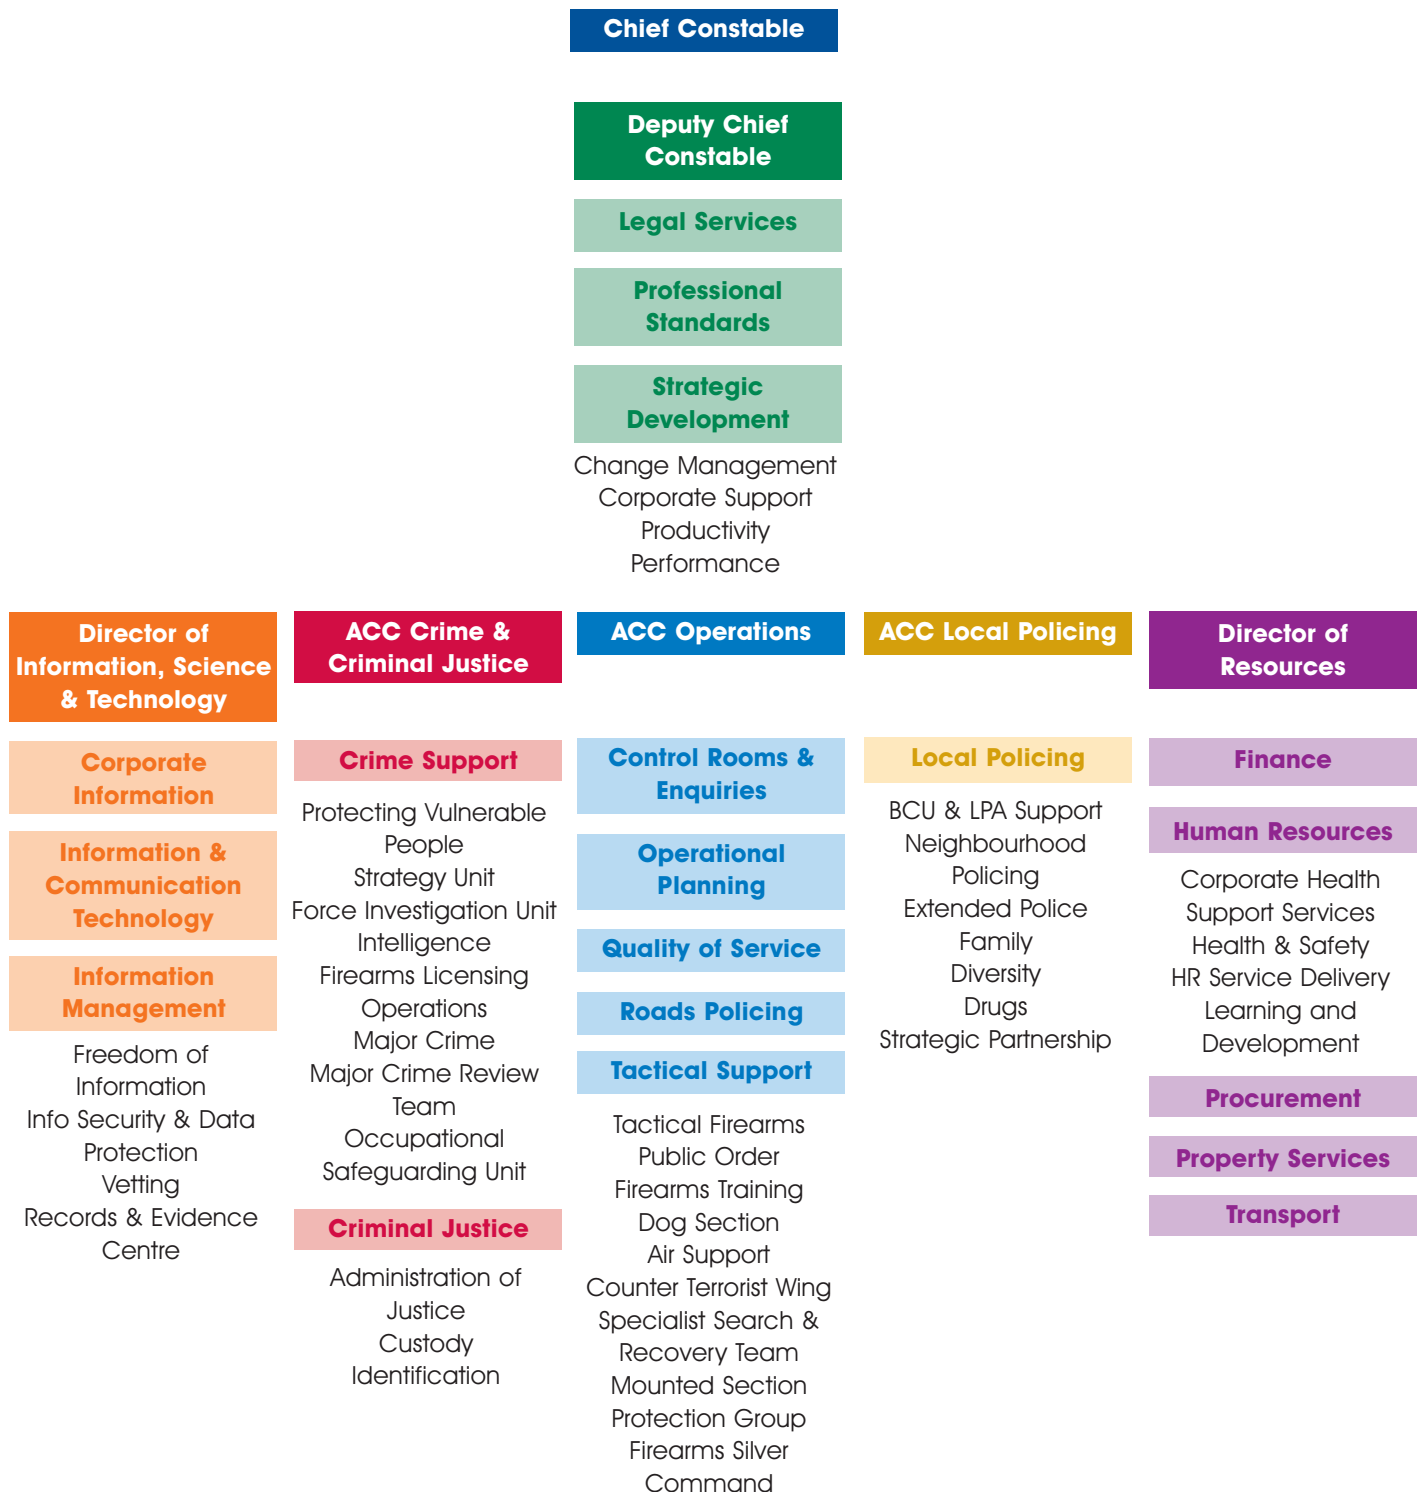 Chief Constable
Deputy Chief
Constable
Legal Services
Professional
Standards
Strategic
Development
Change Management
Corporate Support
Productivity
Performance
Director of
Information, Science
& Technology
Corporate
Information
Information &
Communication
Technology
Information
Management
Freedom of
Information
Info Security & Data
Protection
Vetting
Records & Evidence
Centre
ACC Crime &
Criminal Justice
Crime Support
Protecting Vulnerable
People
Strategy Unit
Force Investigation Unit
Intelligence
Firearms Licensing
Operations
Major Crime
Major Crime Review
Team
Occupational
Safeguarding Unit
Criminal Justice
Administration of
Justice
Custody
Identification
ACC Operations
Control Rooms &
Enquiries
Operational
Planning
Quality of Service
Roads Policing
Tactical Support
Tactical Firearms
Public Order
Firearms Training
Dog Section
Air Support
Counter Terrorist Wing
Specialist Search &
Recovery Team
Mounted Section
Protection Group
Firearms Silver
Command
ACC Local Policing
Local Policing
BCU & LPA Support
Neighbourhood
Policing
Extended Police
Family
Diversity
Drugs
Strategic Partnership
Director of
Resources
Finance
Human Resources
Corporate Health
Support Services
Health & Safety
HR Service Delivery
Learning and
Development
Procurement
Property Services
Transport